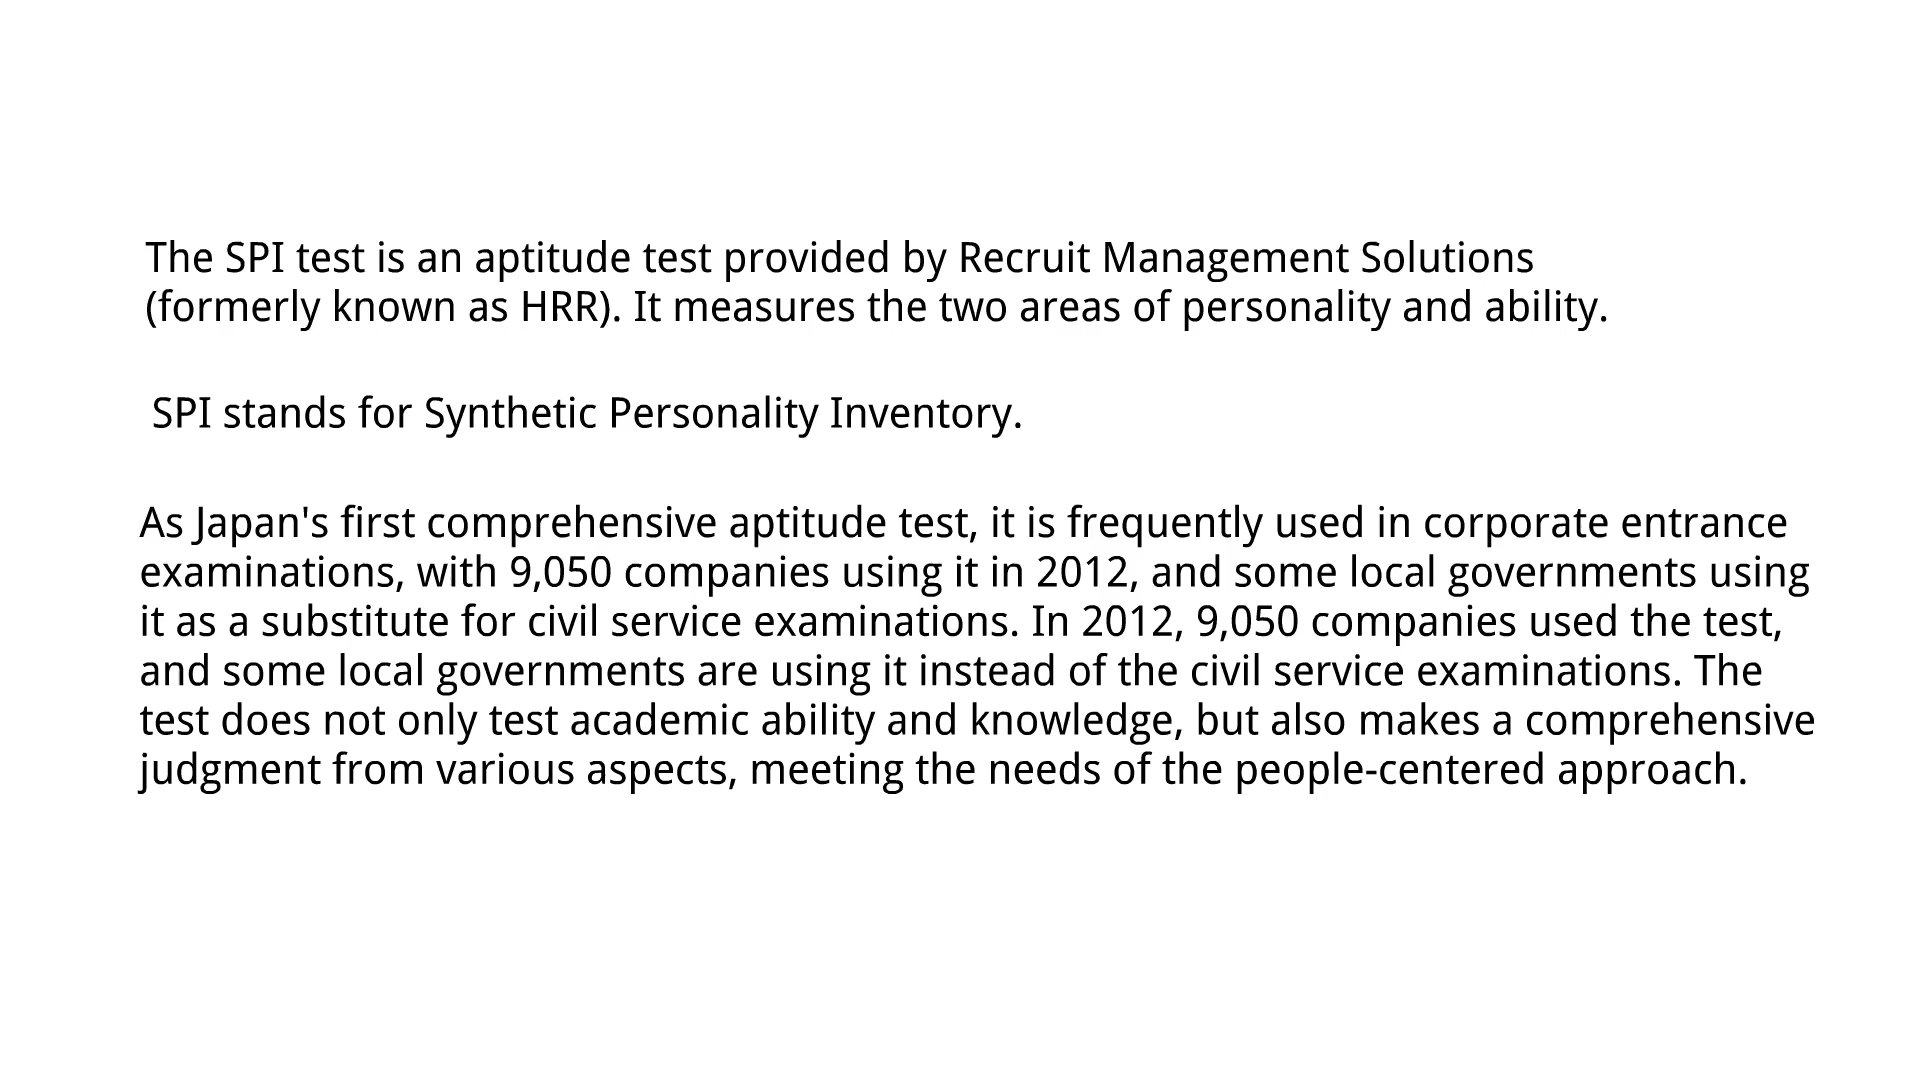 The SPI test is an aptitude test provided by Recruit Management Solutions
(formerly known as HRR). It measures the two areas of personality and ability.
SPI stands for Synthetic Personality Inventory.
As Japan's first comprehensive aptitude test, it is frequently used in corporate entrance
examinations, with 9,050 companies using it in 2012, and some local governments using
it as a substitute for civil service examinations. In 2012, 9,050 companies used the test,
and some local governments are using it instead of the civil service examinations. The
test does not only test academic ability and knowledge, but also makes a comprehensive
judgment from various aspects, meeting the needs of the people-centered approach.